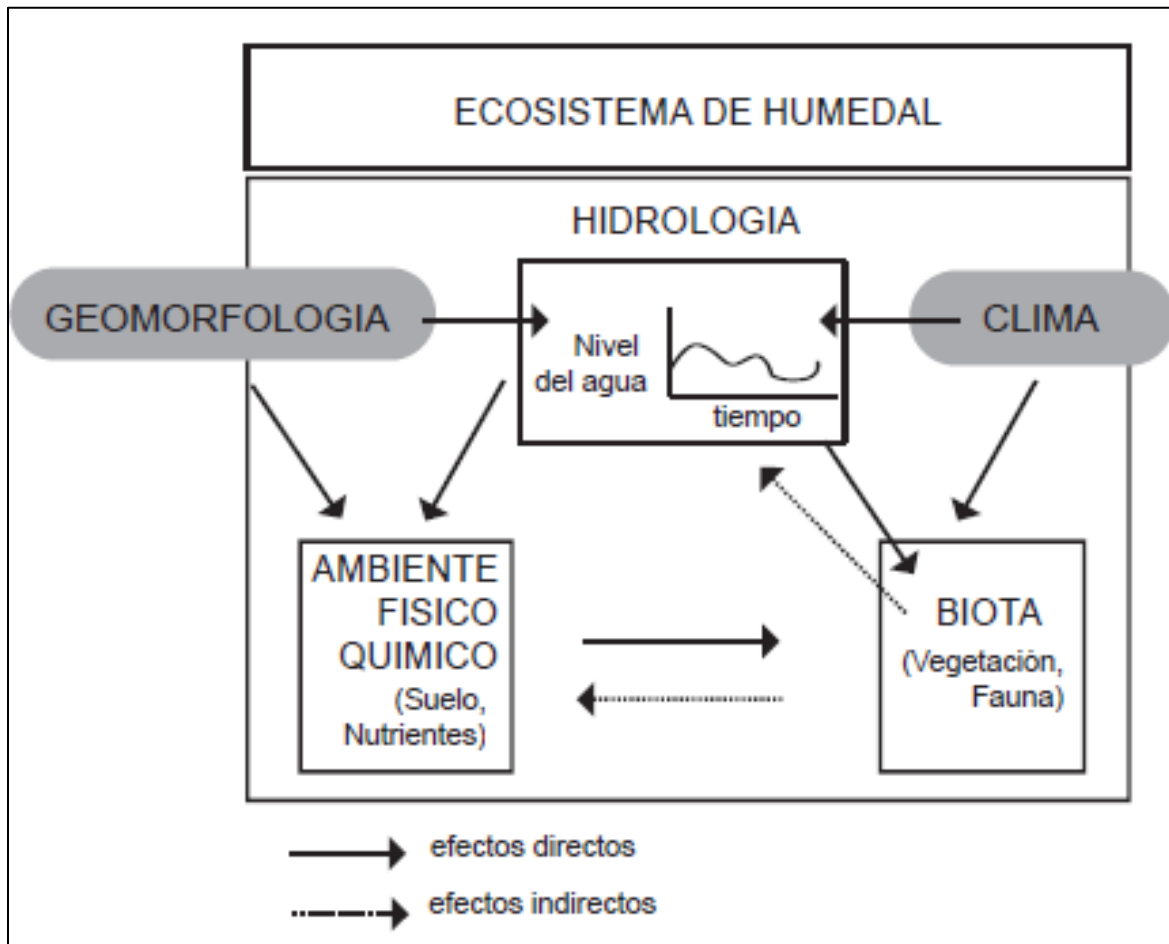 ECOSISTEMA DE HUMEDAL
HIDROLOGIA
GEOMORFOLOGIA
Nivel
del agua
tiempo
CLIMA
AMBIENTE
FISICO
QUIMICO
(Suelo,
Nutrientes)
BIOTA
(Vegetación,
Fauna)
efectos directos
efectos indirectos